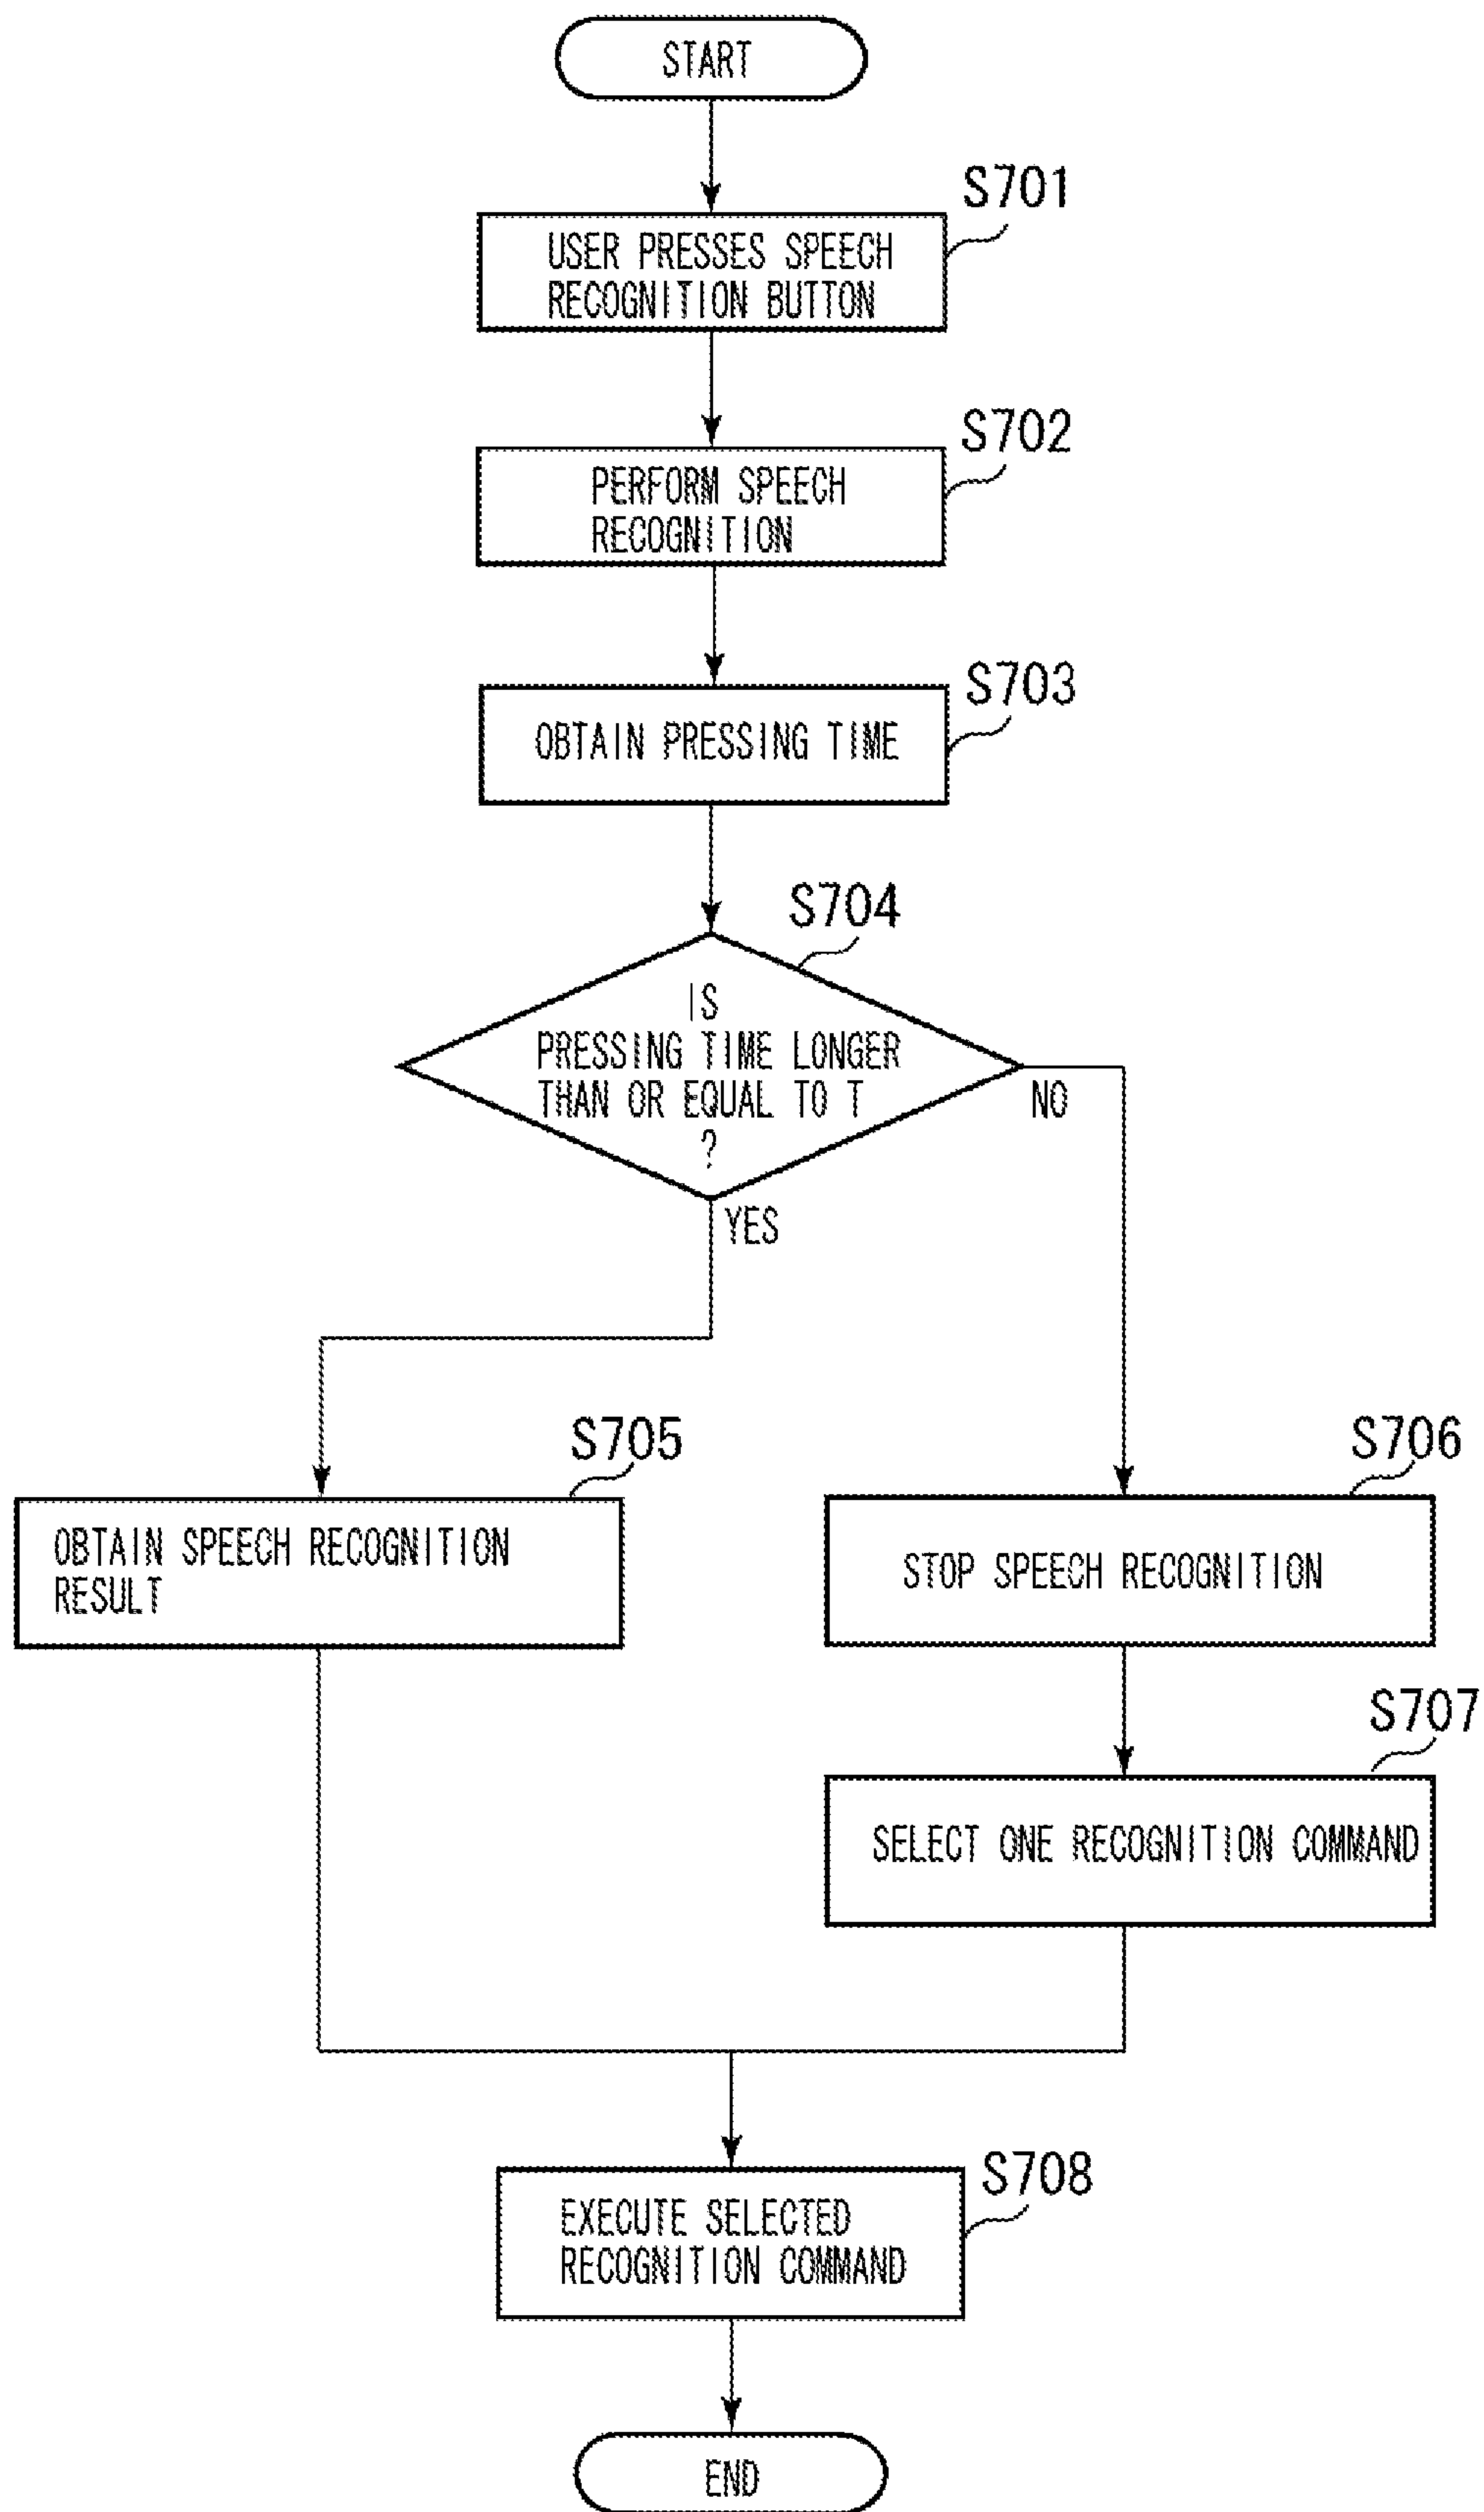 START
S701
USER PRESSES SPEECH
RECOGNITION BUTTON
S702
PERFORM SPEECH
RECOGNITION
S703
OBTAIN PRESSING TIME
S704
IS
PRESSING TIME LONGER
THAN OR EQUAL TO T
?
NO
YES
S705
OBTAIN SPEECH RECOGNITION
RESULT
S706
STOP SPEECH RECOGNITION
S707
SELECT ONE RECOGNITION COMMAND
S708
EXECUTE SELECTED
RECOGNITION COMMAND
END